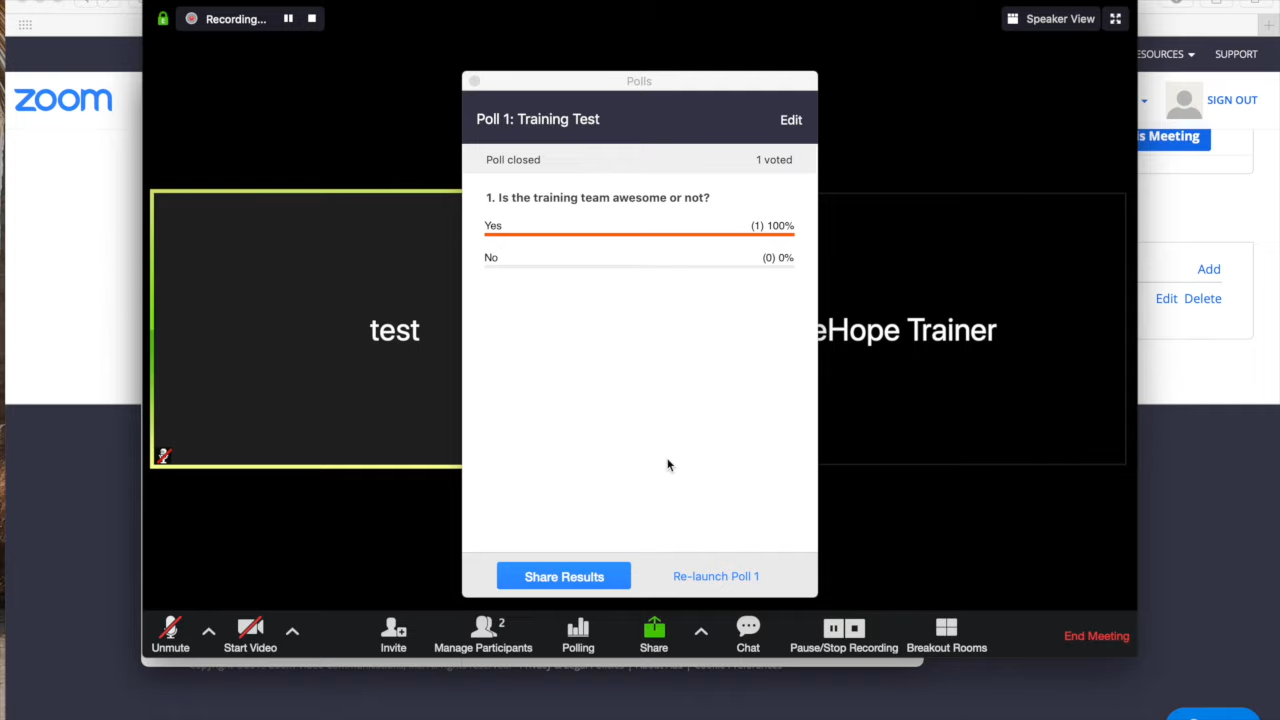 Recording...
Speaker View
ESOURCES
SUPPORT
zoom
SIGN OUT
s Meeting
Polls
Poll 1: Training Test
Edit
Poll closed
1 voted
1. Is the training team awesome or not?
Yes
(1) 100%
No
(0) 0%
Add
Edit Delete
test
eHope Trainer
Share Results
Re-launch Poll 1
2
Unmute
Start Video
Invite
Manage Participants
Polling
Share
Chat
Pause/Stop Recording
Breakout Rooms
End Meeting